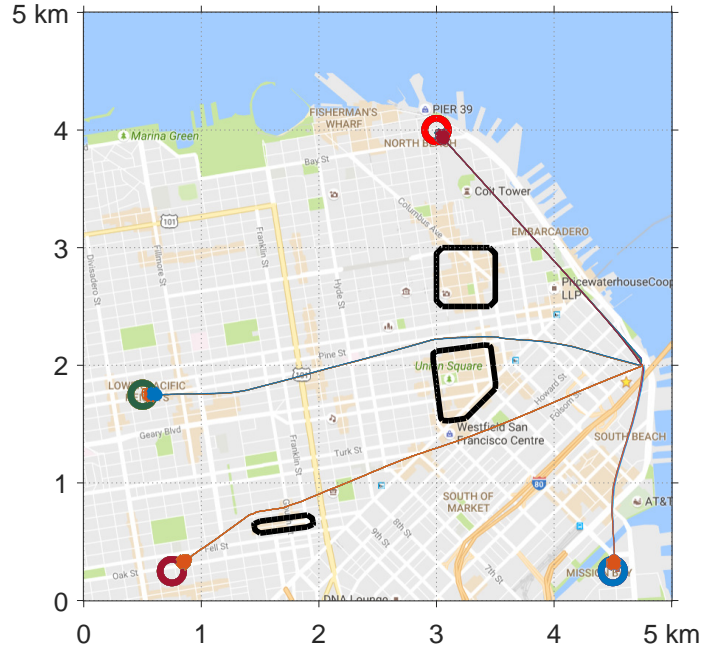 5 km
PIER 39
FISHERMAN'S
WHARF
Marina Green
NORTH BEACH
Bay St
4
Coit Tower
101
Columbus Ave
EMBARCADERO
Divisadero St
Fillmore St
Franklin St
Hyde St
3
PricewaterhouseCoop
LLP
Pine St
2
101
Union Square
LOWER PACIFIC
Howard St
Folsom St
Geary Blvd
Westfield San
Francisco Centre
SOUTH BEACH
Turk St
Franklin St
1
80
SOUTH OF
MARKET
AT&T
8th St
9th St
Fell St
7th St
Oak St
MISSION BAY
DNA Lounge
0
0
1
2
3
4
5 km